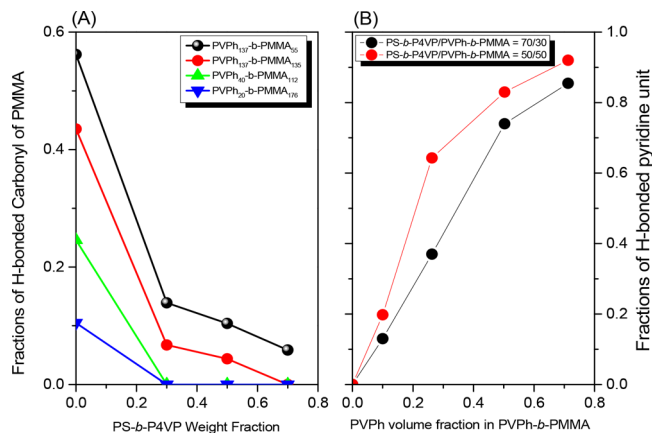 (A)
PVPh137-b-PMMA55
PVPh137-b-PMMA135
PVPh40-b-PMMA112
PVPh20-b-PMMA176
0.6
0.4
0.2
0.0
0.0 0.2 0.4 0.6 0.8
Fractions of H-bonded Carbonyl of PMMA
PS-b-P4VP Weight Fraction
(B)
PS-b-P4VP/PVPh-b-PMMA = 70/30
PS-b-P4VP/PVPh-b-PMMA = 50/50
1.0
0.8
0.6
0.4
0.2
0.0
0.0 0.2 0.4 0.6 0.8
Fractions of H-bonded pyridine unit
PVPh volume fraction in PVPh-b-PMMA